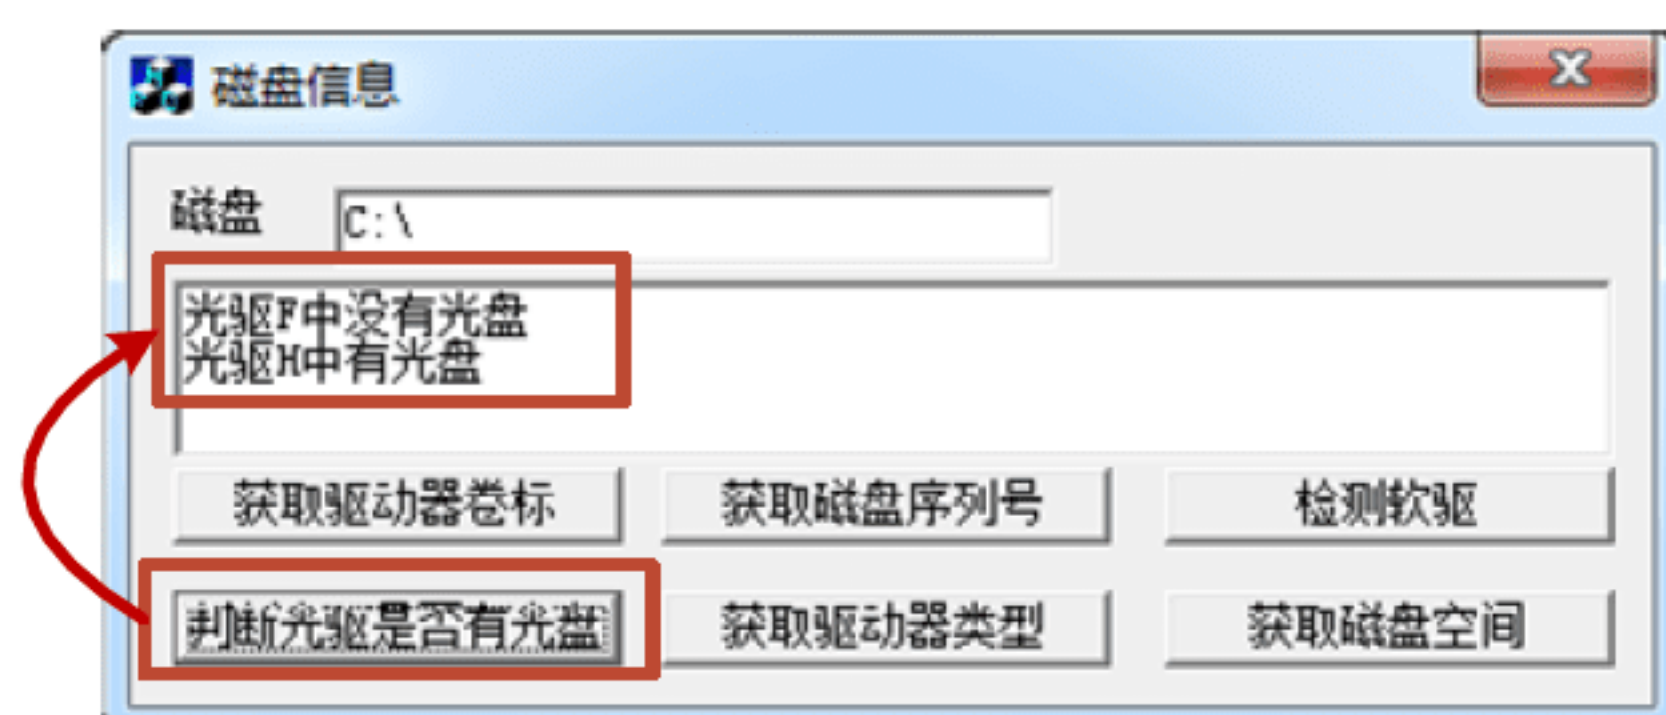 磁盘信息
磁盘 C:\
光驱F中没有光盘
光驱H中有光盘
获取驱动器卷标 获取磁盘序列号 检测软驱
判断光驱是否有光盘 获取驱动器类型 获取磁盘空间